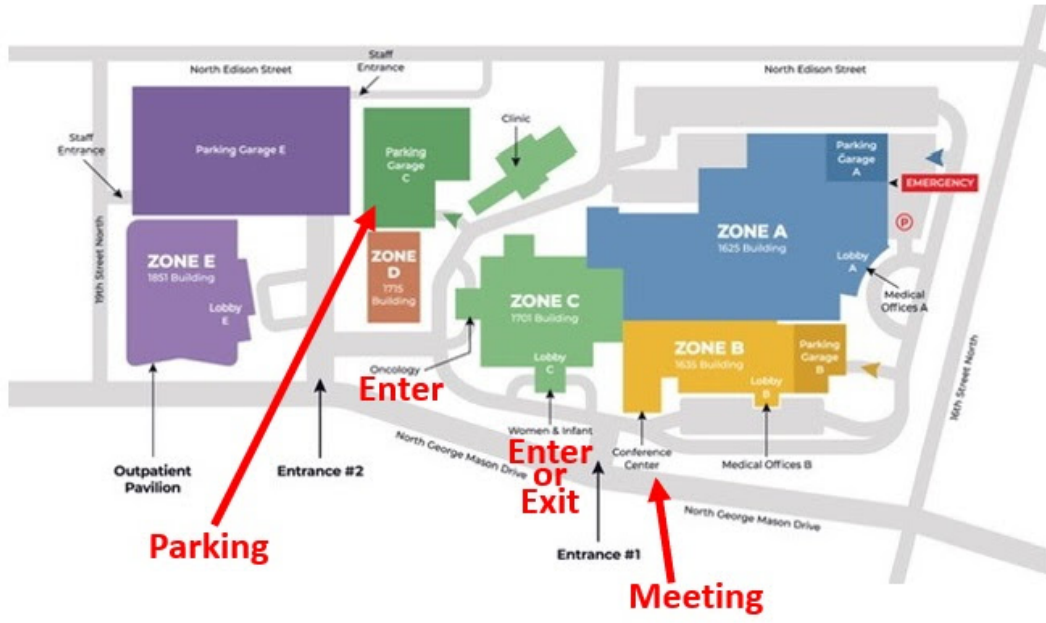 Staff
Entrance
North Edison Street
North Edison Street
Staff
Entrance
Parking Garage E
Parking
Garage
C
Clinic
Parking
Garage
A
EMERGENCY
P
19th Street North
ZONE E
1851 Building
Lobby
E
ZONE
D
1715
Building
ZONE C
1701 Building
Lobby
C
ZONE A
1625 Building
Lobby
A
Medical
Offices A
ZONE B
1635 Building
Lobby
B
Parking
Garage
B
16th Street North
Oncology
Enter
Women & Infant
Enter
or
Exit
Conference
Center
Medical Offices B
North George Mason Drive
North George Mason Drive
Outpatient
Pavilion
Entrance #2
Entrance #1
Parking
Meeting